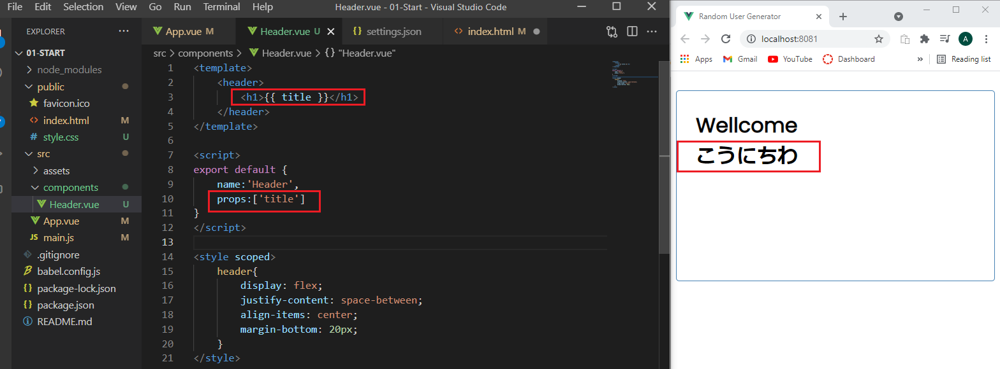 File Edit Selection View Go Run Terminal Help Header.vue - 01-Start - Visual Studio Code
EXPLORER ...
01-START
node_modules
public
favicon.ico
index.html M
style.css U
src
assets
components
Header.vue U
App.vue M
JS main.js M
.gitignore
babel.config.js
package-lock.json
package.json
README.md
App.vue M Header.vue U settings.json index.html M
src > components > Header.vue > {} "Header.vue"
1 <template>
2 <header>
3 <h1>{{ title }}</h1>
4 </header>
5 </template>
6
7 <script>
8 export default {
9 name:'Header',
10 props:['title']
11 }
12 </script>
13
14 <style scoped>
15 header{
16 display: flex;
17 justify-content: space-between;
18 align-items: center;
19 margin-bottom: 20px;
20 }
21 </style>
Random User Generator
localhost:8081 A
Apps Gmail YouTube Dashboard » Reading list
Wellcome
こうにちわ